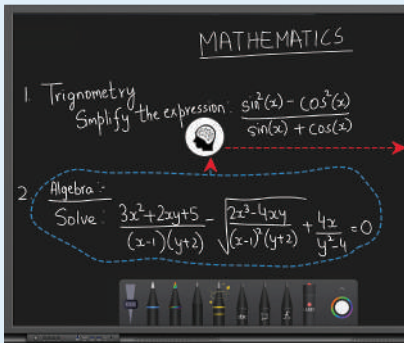 MATHEMATICS
1. Trignometry
Smplify the expression: sin²(x) - cos²(x) / sin(x) + cos(x)
2. Algebra:-
Solve: 3x²+2xy+5 / (x-1)(y+2) - √(2x³-4xy / (x-1)²(y+2)) + 4x / y²-4 = 0